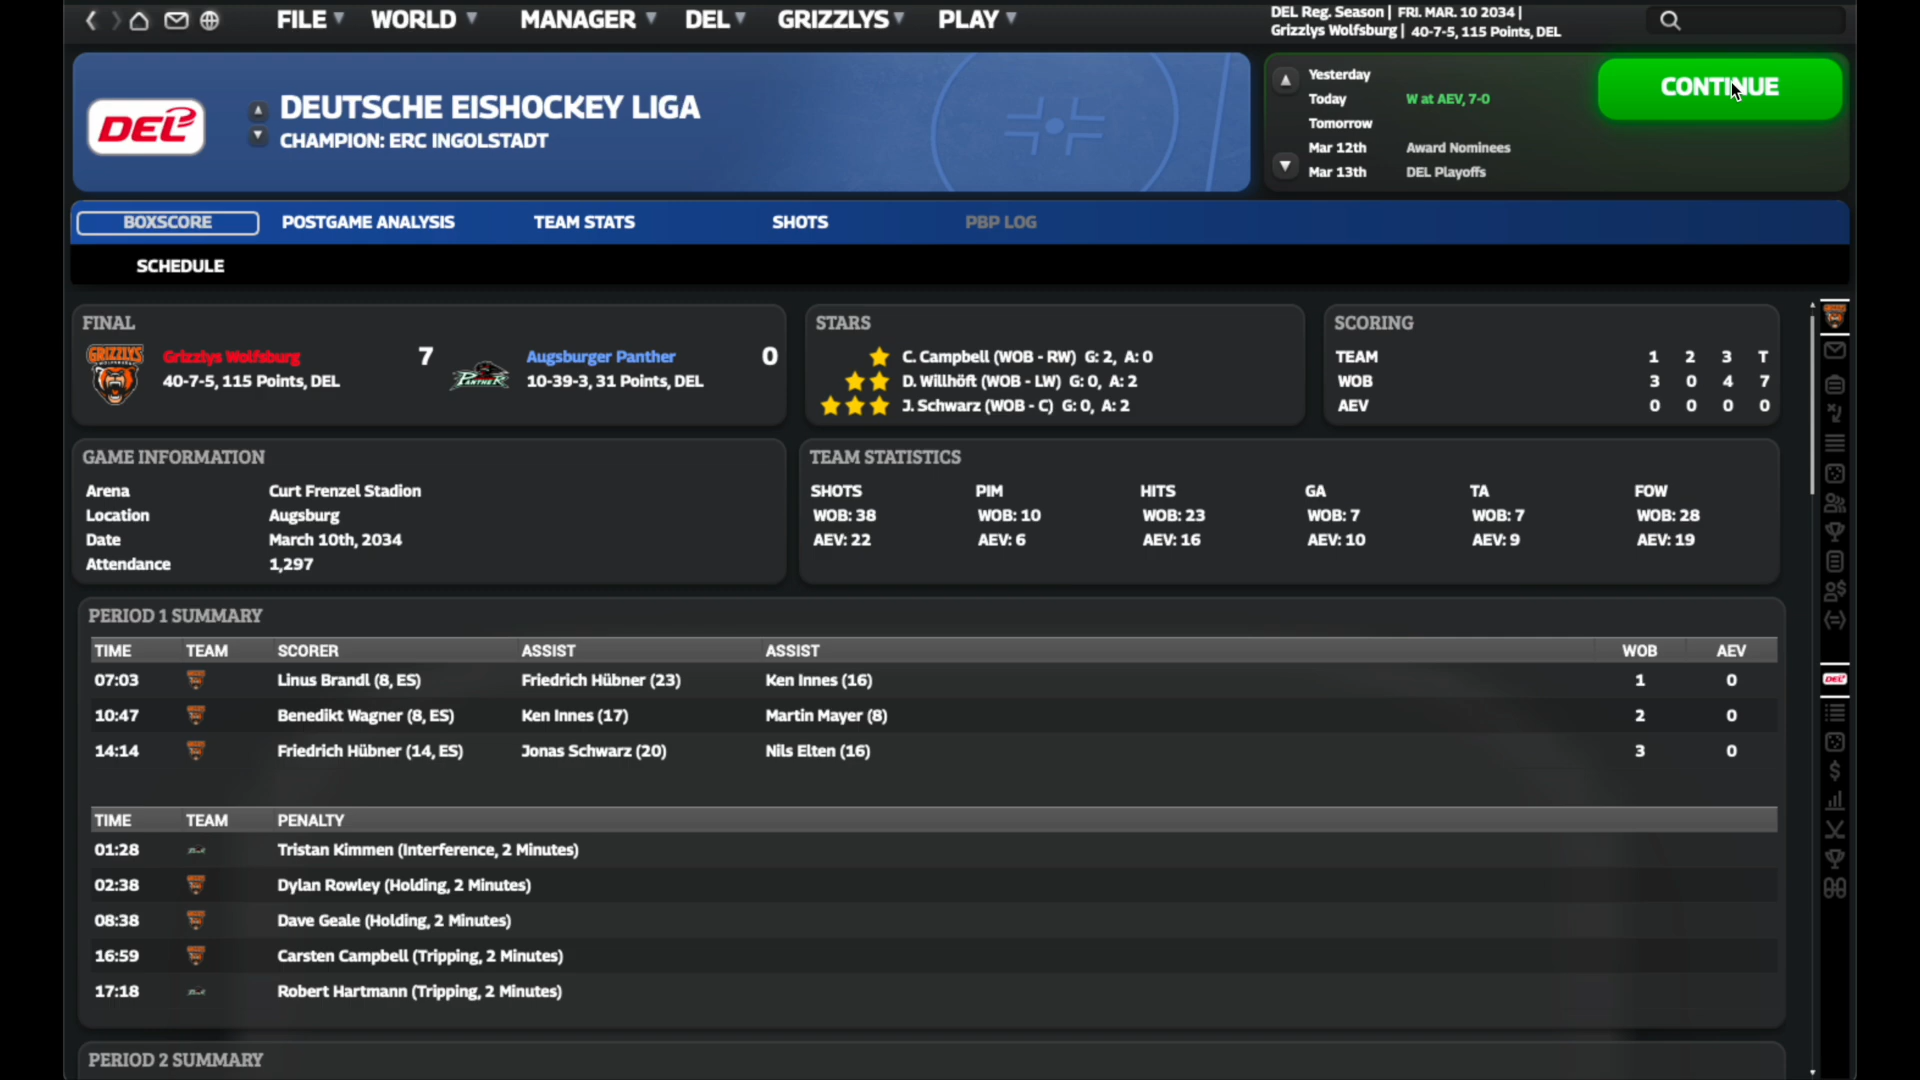 FILE WORLD MANAGER DEL GRIZZLYS PLAY
DEL Reg. Season | FRI. MAR. 10 2034 |
Grizzlys Wolfsburg | 40-7-5, 115 Points, DEL
DEL
DEUTSCHE EISHOCKEY LIGA
CHAMPION: ERC INGOLSTADT
Yesterday
Today W at AEV, 7-0
Tomorrow
Mar 12th Award Nominees
Mar 13th DEL Playoffs
CONTINUE
BOXSCORE POSTGAME ANALYSIS TEAM STATS SHOTS PBP LOG
SCHEDULE
FINAL
GRIZZLYS
Grizzlys Wolfsburg 7
40-7-5, 115 Points, DEL
PANTHER
Augsburger Panther 0
10-39-3, 31 Points, DEL
STARS
C. Campbell (WOB - RW) G: 2, A: 0
D. Willhöft (WOB - LW) G: 0, A: 2
J. Schwarz (WOB - C) G: 0, A: 2
SCORING
TEAM 1 2 3 T
WOB 3 0 4 7
AEV 0 0 0 0
GAME INFORMATION
Arena Curt Frenzel Stadion
Location Augsburg
Date March 10th, 2034
Attendance 1,297
TEAM STATISTICS
SHOTS PIM HITS GA TA FOW
WOB: 38 WOB: 10 WOB: 23 WOB: 7 WOB: 7 WOB: 28
AEV: 22 AEV: 6 AEV: 16 AEV: 10 AEV: 9 AEV: 19
PERIOD 1 SUMMARY
TIME TEAM SCORER ASSIST ASSIST WOB AEV
07:03 Linus Brandl (8, ES) Friedrich Hübner (23) Ken Innes (16) 1 0
10:47 Benedikt Wagner (8, ES) Ken Innes (17) Martin Mayer (8) 2 0
14:14 Friedrich Hübner (14, ES) Jonas Schwarz (20) Nils Elten (16) 3 0
TIME TEAM PENALTY
01:28 Tristan Kimmen (Interference, 2 Minutes)
02:38 Dylan Rowley (Holding, 2 Minutes)
08:38 Dave Geale (Holding, 2 Minutes)
16:59 Carsten Campbell (Tripping, 2 Minutes)
17:18 Robert Hartmann (Tripping, 2 Minutes)
PERIOD 2 SUMMARY
DEL